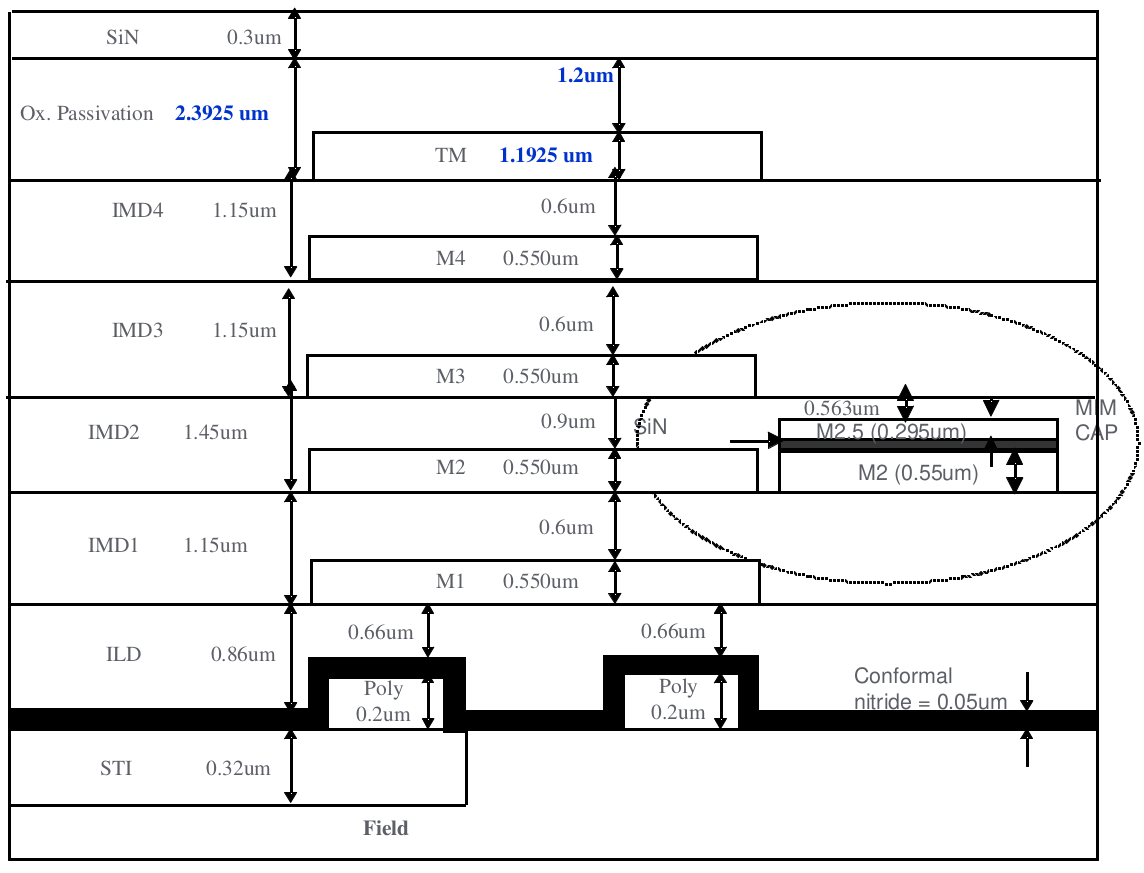 SiN 0.3um
1.2um
Ox. Passivation 2.3925 um
TM 1.1925 um
IMD4 1.15um 0.6um
M4 0.550um
IMD3 1.15um 0.6um
M3 0.550um
0.563um MIM
IMD2 1.45um 0.9um SiN M2.5 (0.295um) CAP
M2 0.550um M2 (0.55um)
IMD1 1.15um 0.6um
M1 0.550um
0.66um 0.66um
ILD 0.86um
Conformal
Poly Poly
nitride = 0.05um
0.2um 0.2um
STI 0.32um
Field